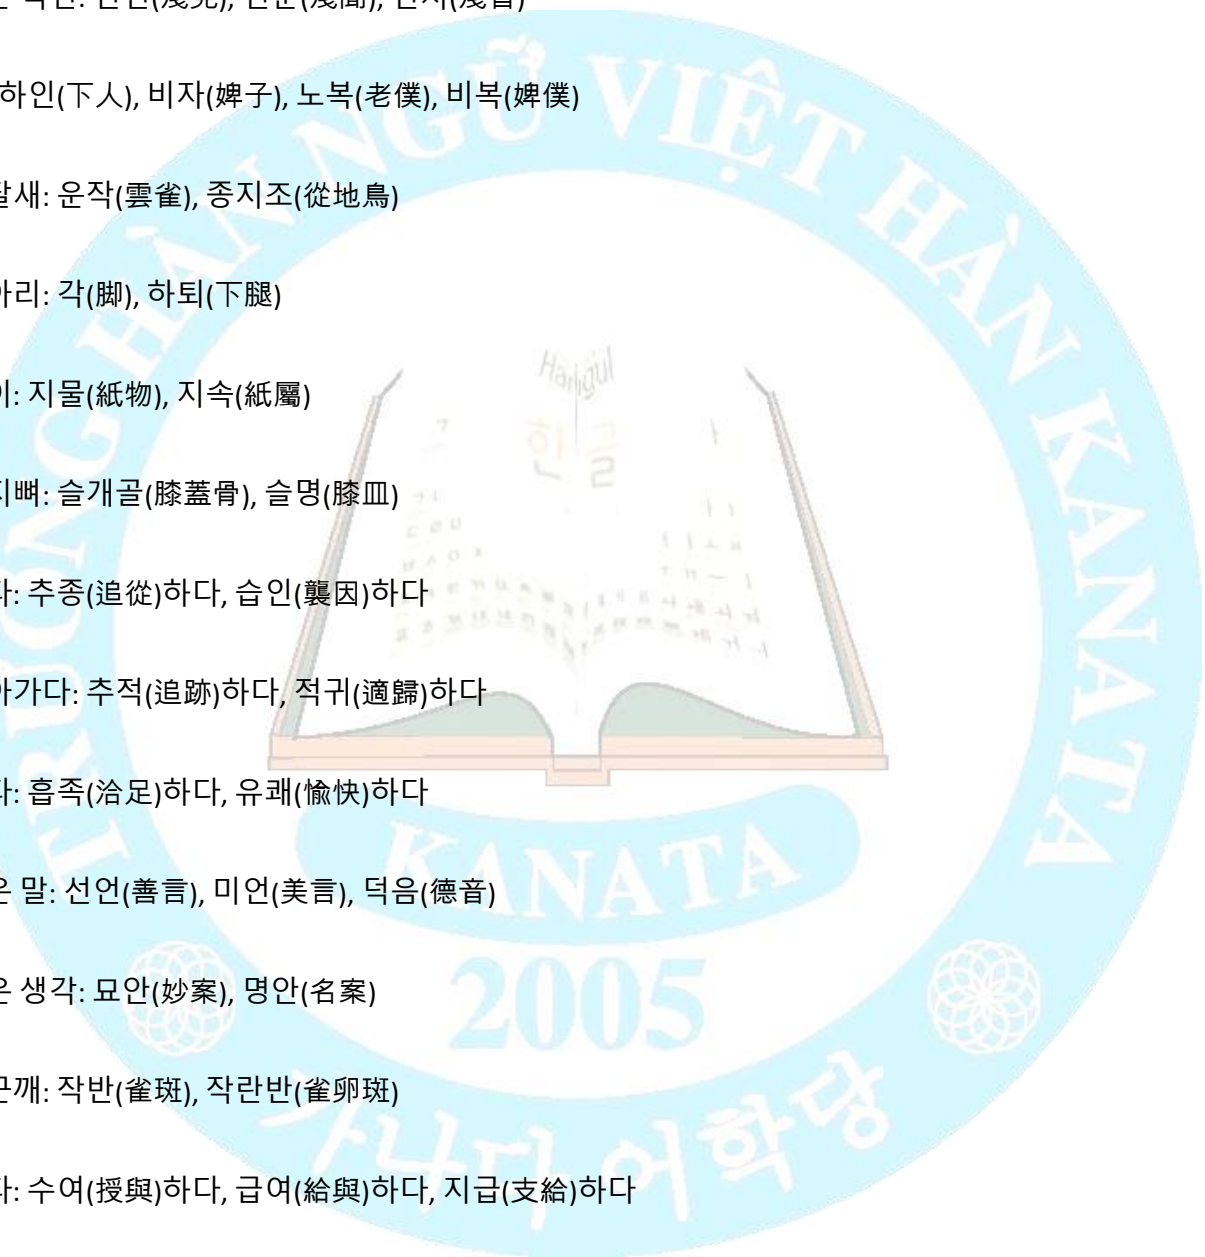 하인(下人), 비자(婢子), 노복(老僕), 비복(婢僕)
달새: 운작(雲雀), 종지조(從地鳥)
아리: 각(脚), 하퇴(下腿)
이: 지물(紙物), 지속(紙屬)
지뼈: 슬개골(膝蓋骨), 슬명(膝皿)
다: 추종(追從)하다, 습인(襲因)하다
아가다: 추적(追跡)하다, 적귀(適歸)하다
다: 흡족(洽足)하다, 유쾌(愉快)하다
은 말: 선언(善言), 미언(美言), 덕음(德音)
은 생각: 묘안(妙案), 명안(名案)
근깨: 작반(雀斑), 작란반(雀卵斑)
다: 수여(授與)하다, 급여(給與)하다, 지급(支給)하다
TRƯỜNG HÀN NGỮ VIỆT HÀN KANATA
Hangul
한글
KANATA
2005
가나다 어학당